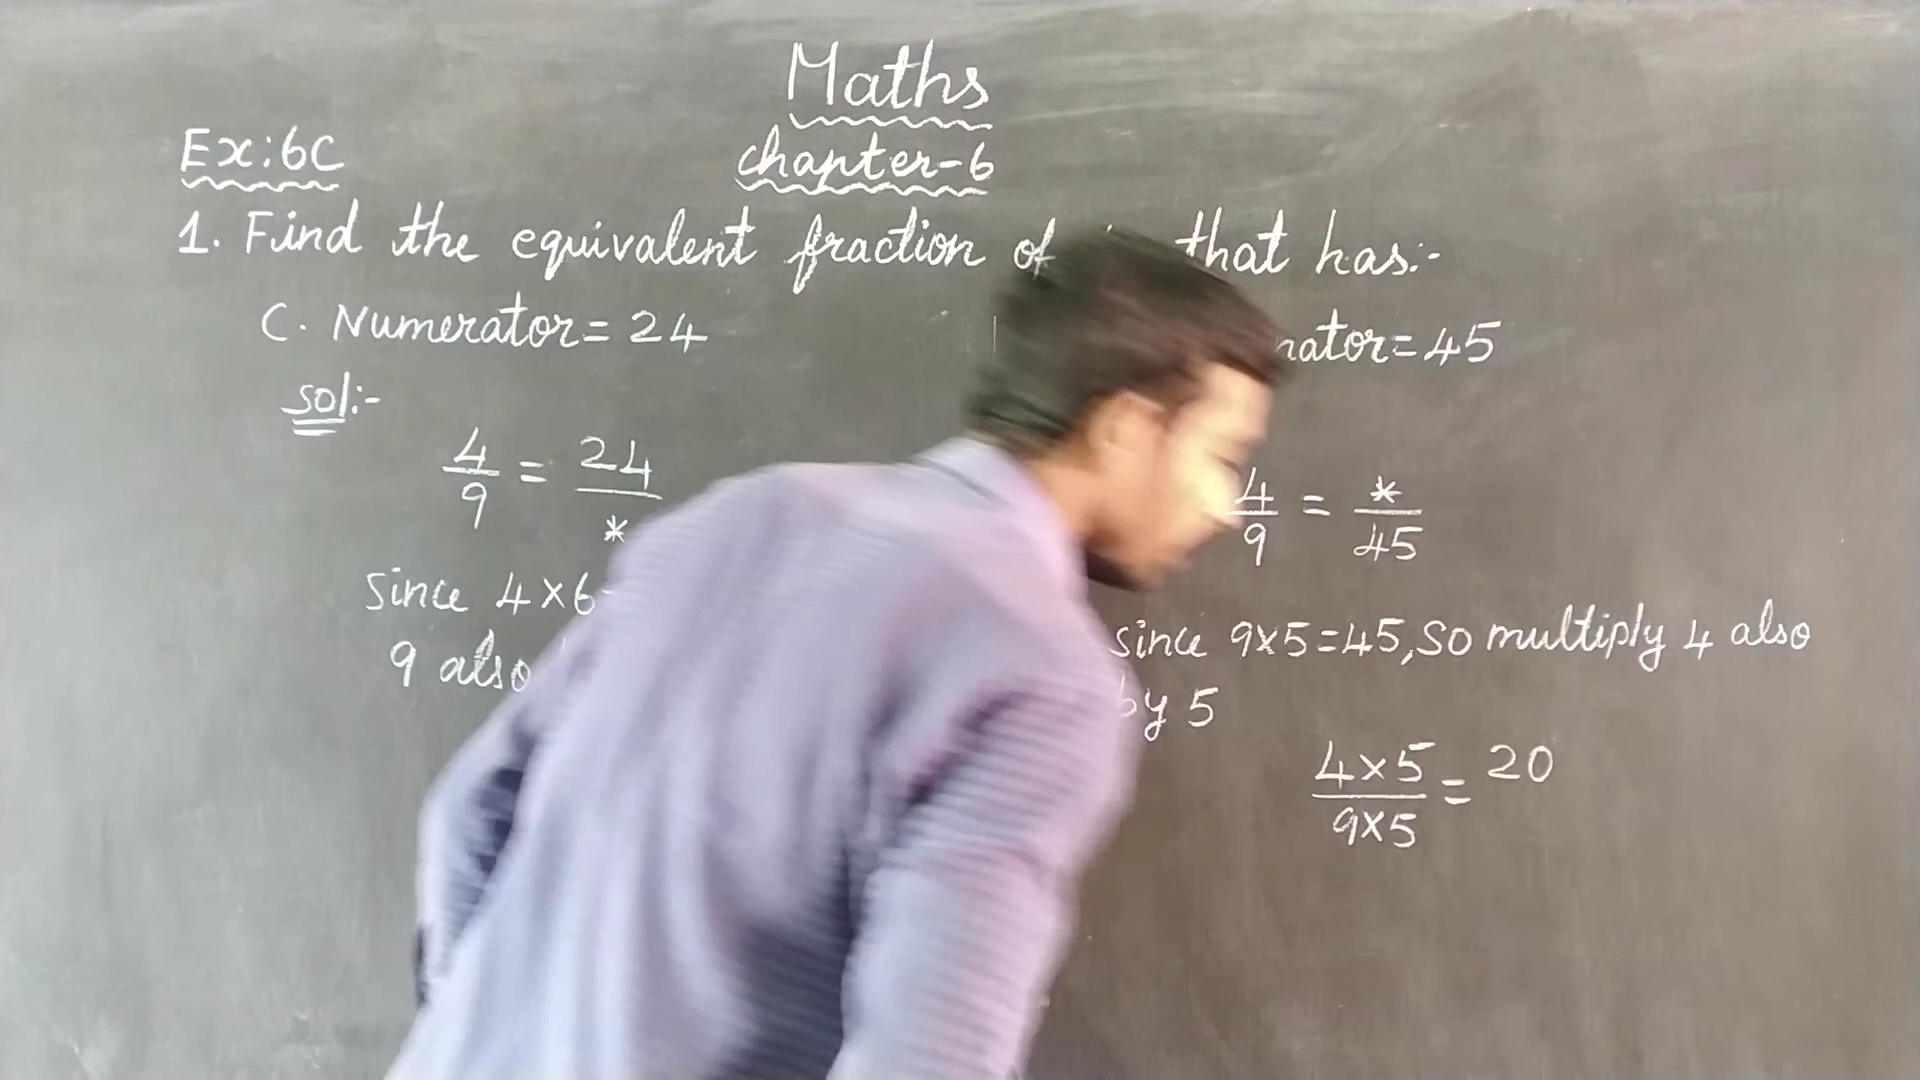 Maths
Ex:6C
chapter-6
1. Find the equivalent fraction of that has:-
C. Numerator = 24
sol:-
4/9 = 24/*
since 4×6
9 also
nator = 45
4/9 = */45
since 9×5=45, so multiply 4 also
by 5
4×5/9×5 = 20